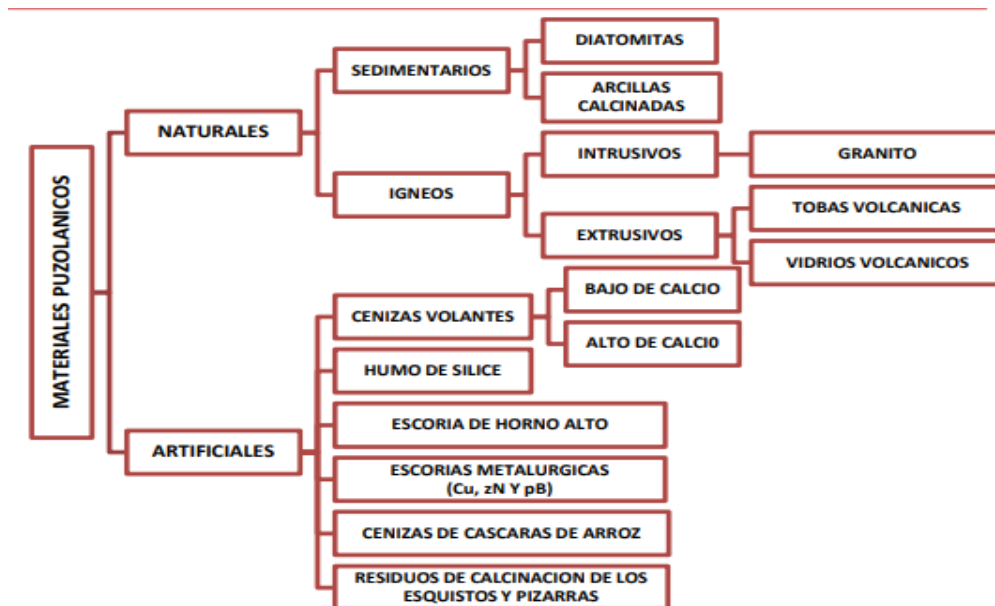 MATERIALES PUZOLANICOS
NATURALES
SEDIMENTARIOS
DIATOMITAS
ARCILLAS
CALCINADAS
IGNEOS
INTRUSIVOS
GRANITO
EXTRUSIVOS
TOBAS VOLCANICAS
VIDRIOS VOLCANICOS
ARTIFICIALES
CENIZAS VOLANTES
BAJO DE CALCIO
ALTO DE CALCI0
HUMO DE SILICE
ESCORIA DE HORNO ALTO
ESCORIAS METALURGICAS
(Cu, zN Y pB)
CENIZAS DE CASCARAS DE ARROZ
RESIDUOS DE CALCINACION DE LOS
ESQUISTOS Y PIZARRAS